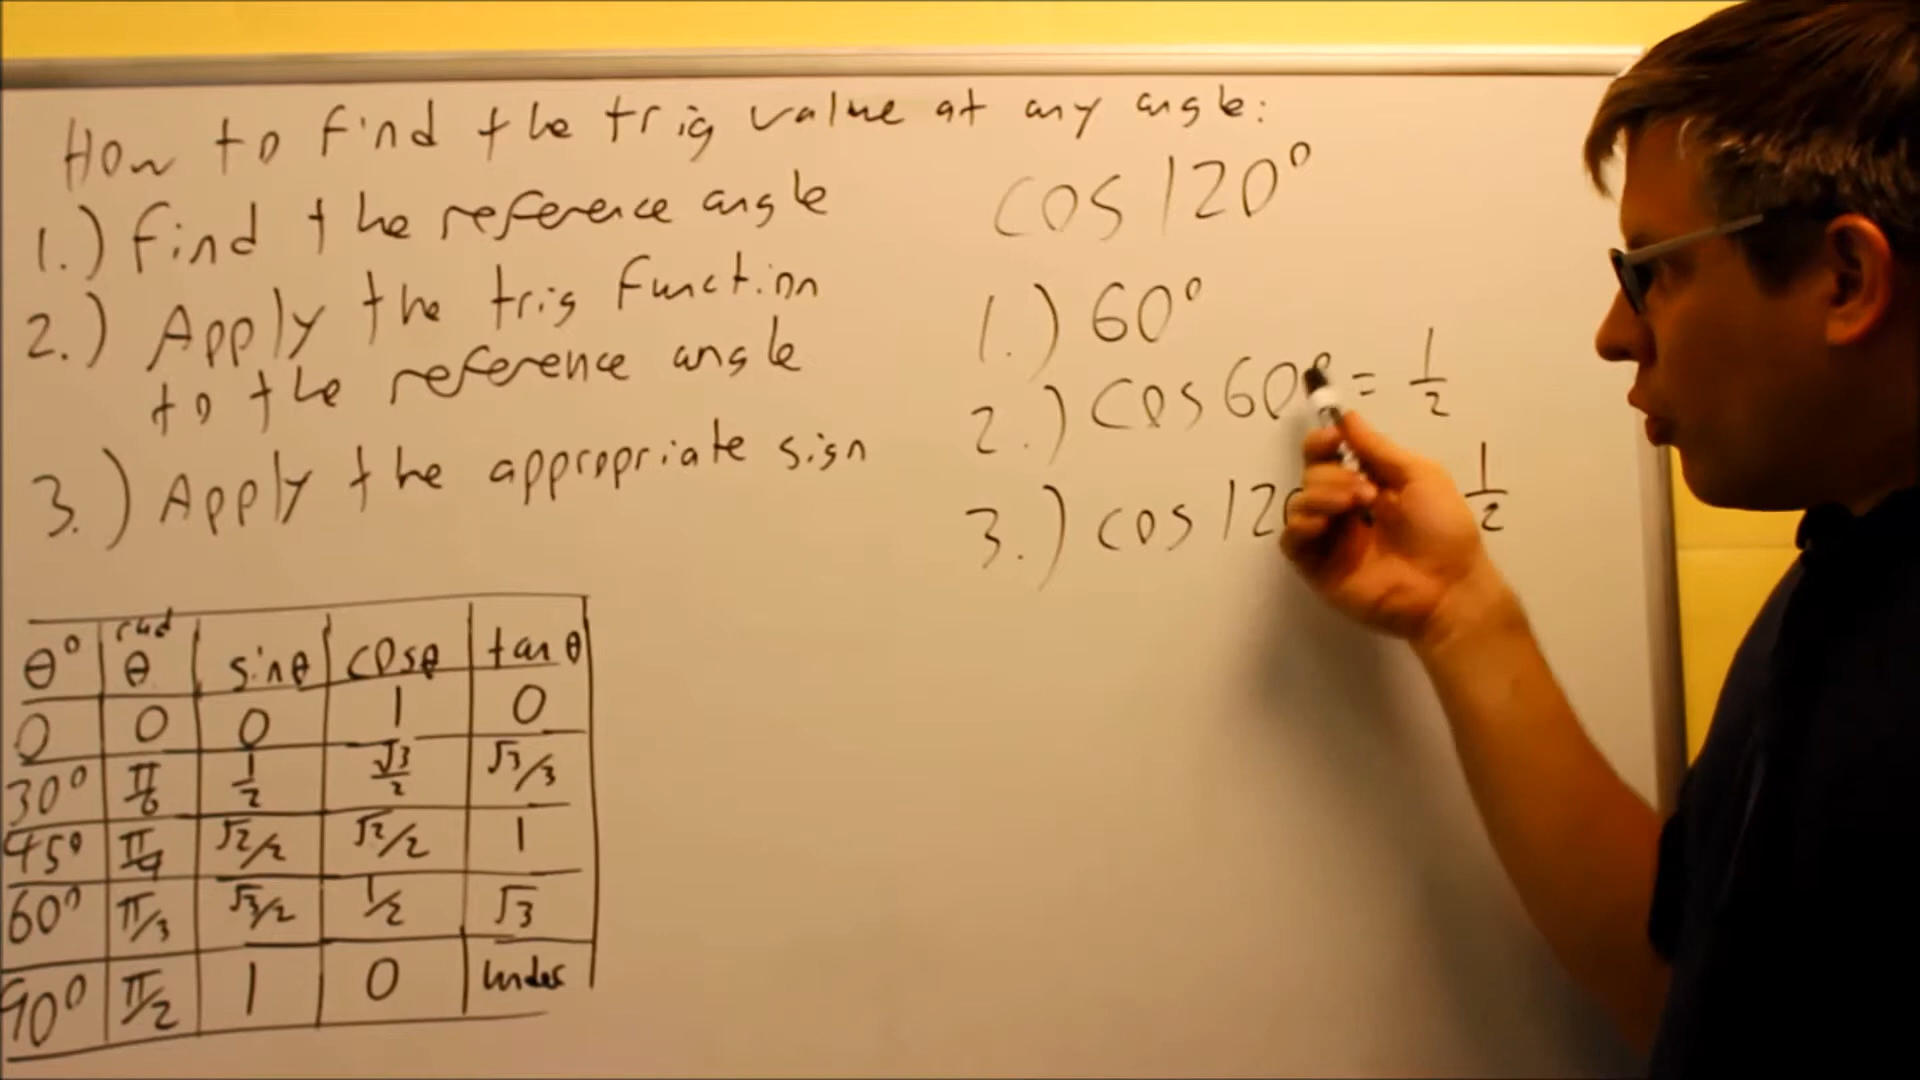 How to find the trig value at any angle:
1.) Find the reference angle
2.) Apply the trig function
to the reference angle
3.) Apply the appropriate sign
cos 120°
1.) 60°
2.) cos 60° = 1/2
3.) cos 12 1/2
θ° | rad θ | sin θ | cos θ | tan θ
0 | 0 | 0 | 1 | 0
30° | π/6 | 1/2 | √3/2 | √3/3
45° | π/4 | √2/2 | √2/2 | 1
60° | π/3 | √3/2 | 1/2 | √3
90° | π/2 | 1 | 0 | undef